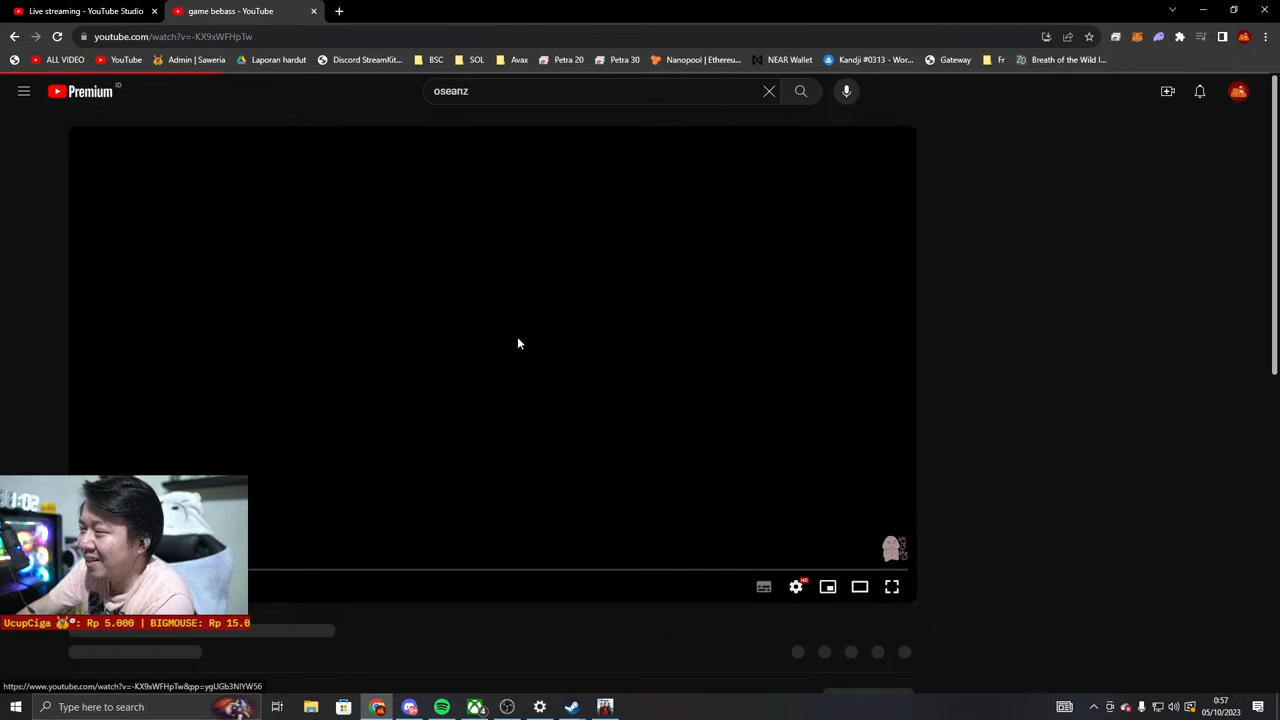 Live streaming - YouTube Studio
game bebass - YouTube
youtube.com/watch?v=-KX9xWFHpTw
ALL VIDEO
YouTube
Admin | Saweria
Laporan hardut
Discord StreamKit...
BSC
SOL
Avax
Petra 20
Petra 30
Nanopool | Ethereu...
NEAR Wallet
Kandji #0313 - Wor...
Gateway
Fr
Breath of the Wild I...
Premium ID
oseanz
HD
UcupCiga : Rp 5.000 | BIGMOUSE: Rp 15.0
https://www.youtube.com/watch?v=-KX9xWFHpTw&pp=ygUGb3NlYW56
Type here to search
4
0:57
05/10/2023